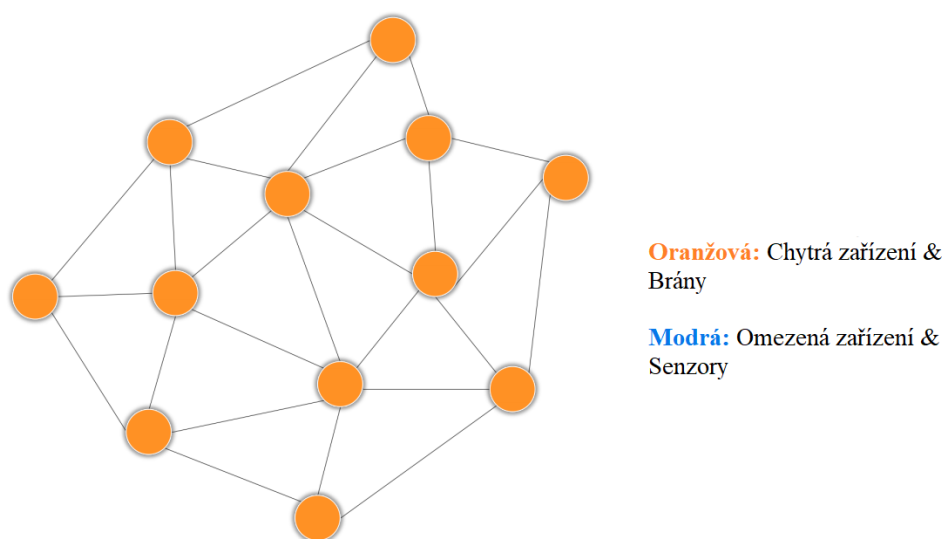 Oranžová: Chytrá zařízení &
Brány
Modrá: Omezená zařízení &
Senzory